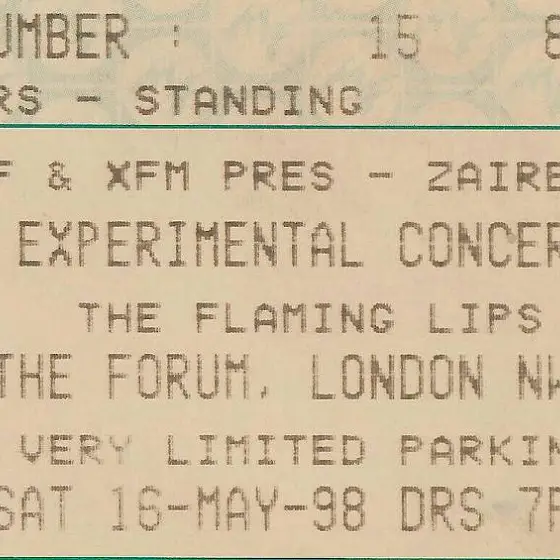 UMBER : 15 8
RS - STANDING
F & XFM PRES - ZAIRE
EXPERIMENTAL CONCER
THE FLAMING LIPS
THE FORUM, LONDON NW
VERY LIMITED PARKIN
SAT 16-MAY-98 DRS 7P